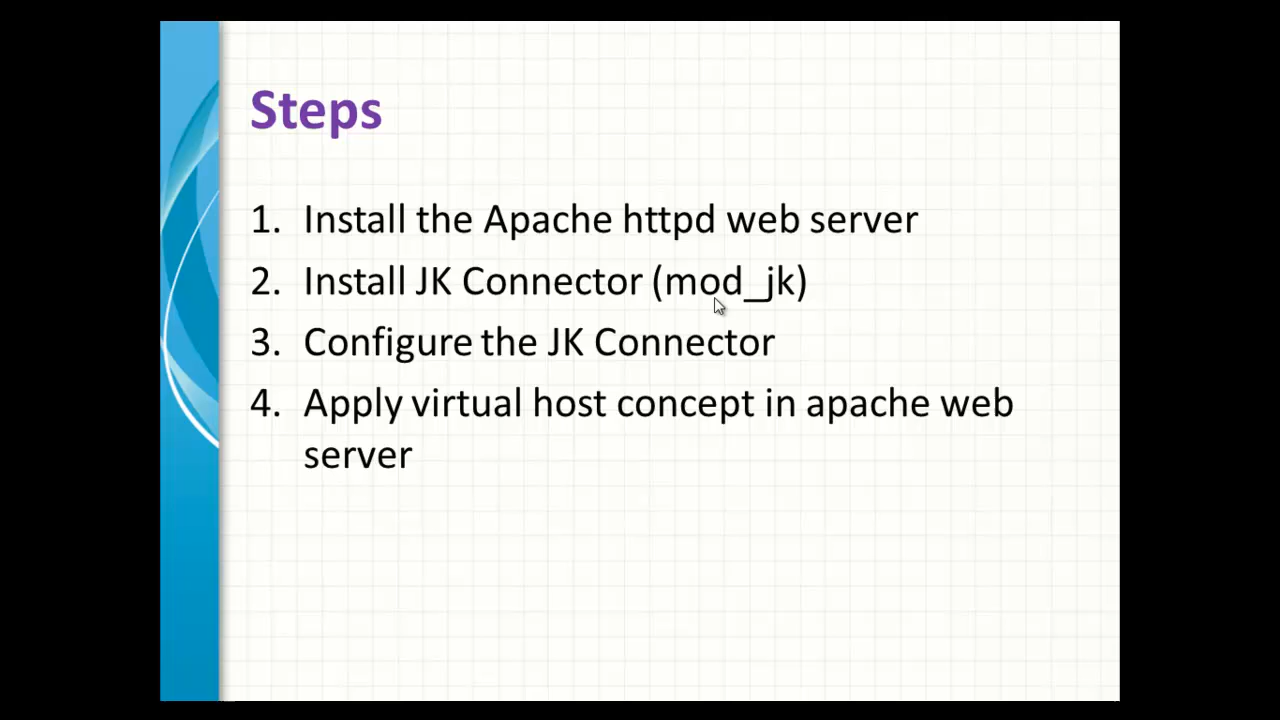 Steps
1. Install the Apache httpd web server
2. Install JK Connector (mod_jk)
3. Configure the JK Connector
4. Apply virtual host concept in apache web
server